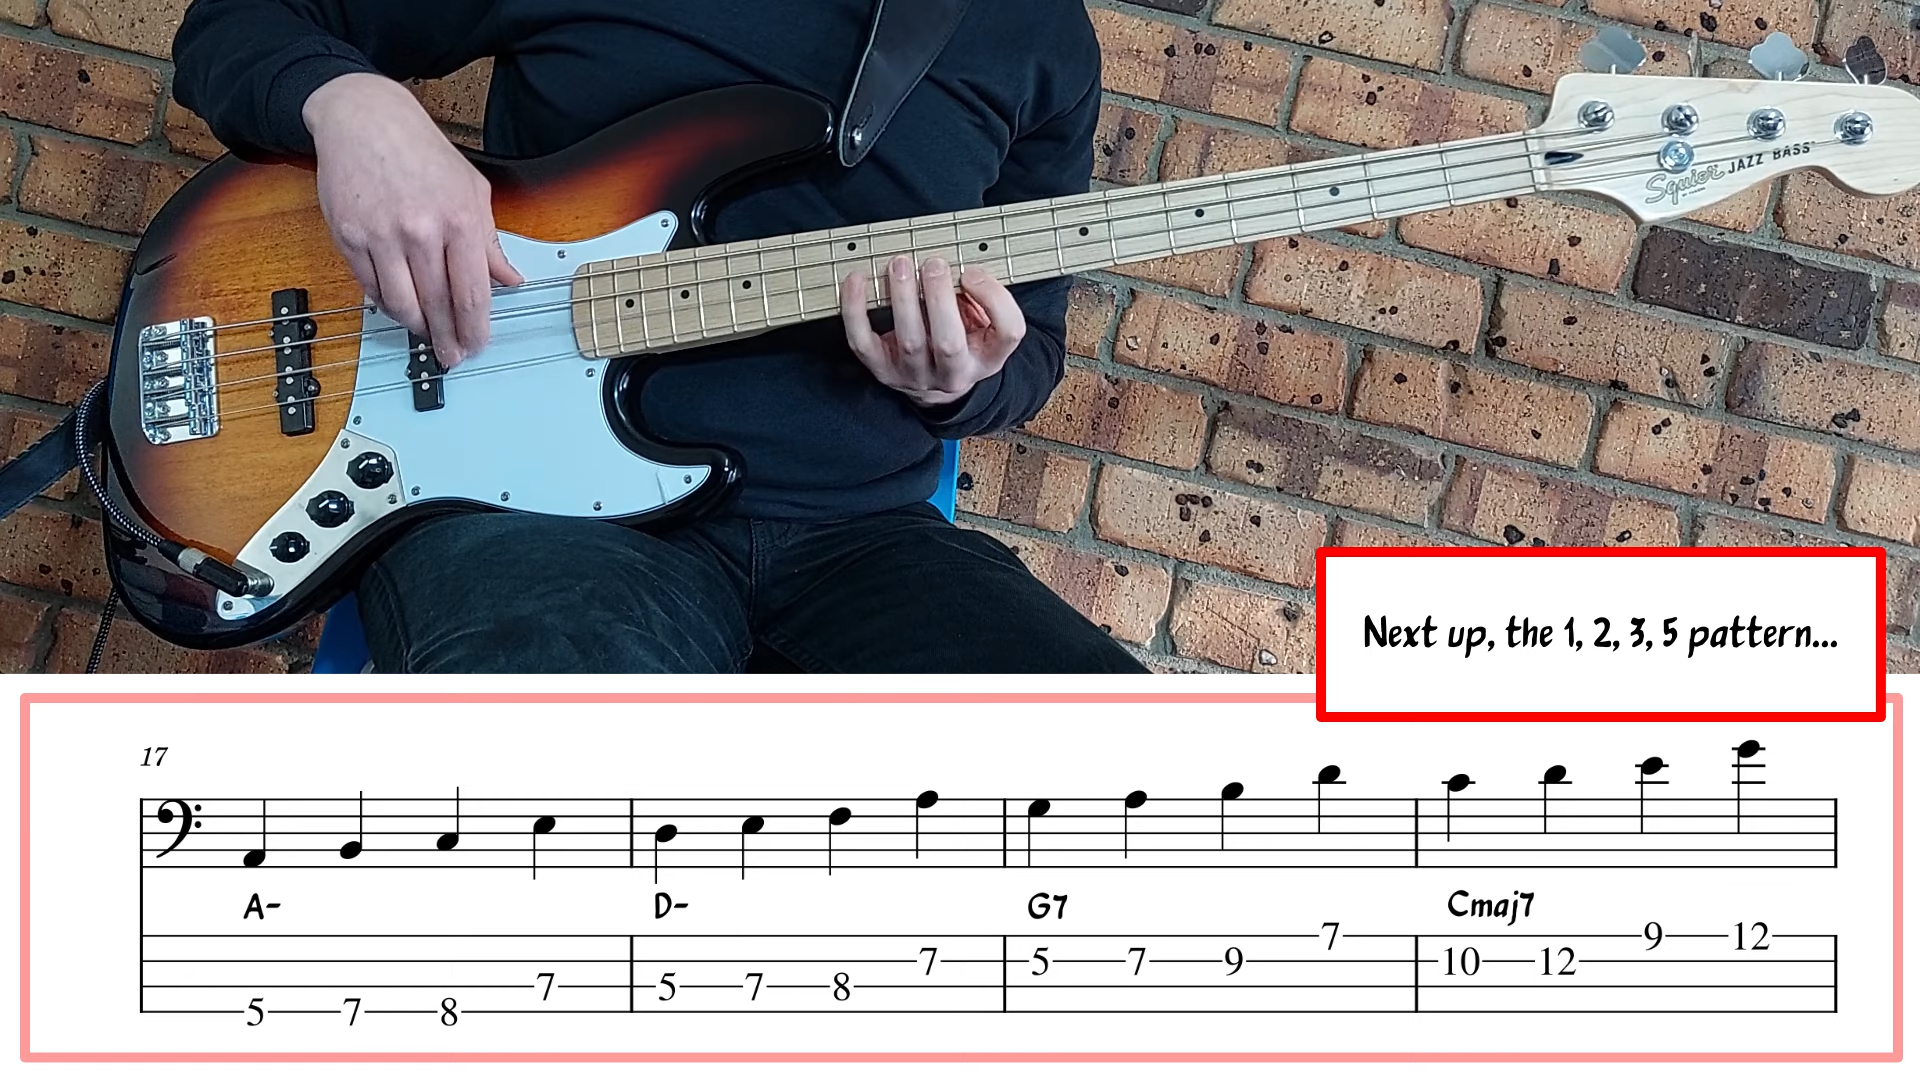 Squier JAZZ BASS
Next up, the 1, 2, 3, 5 pattern...
17
A- D- G7 Cmaj7
7 9 12
7 5 7 9 10 12
7 5 7 8
5 7 8